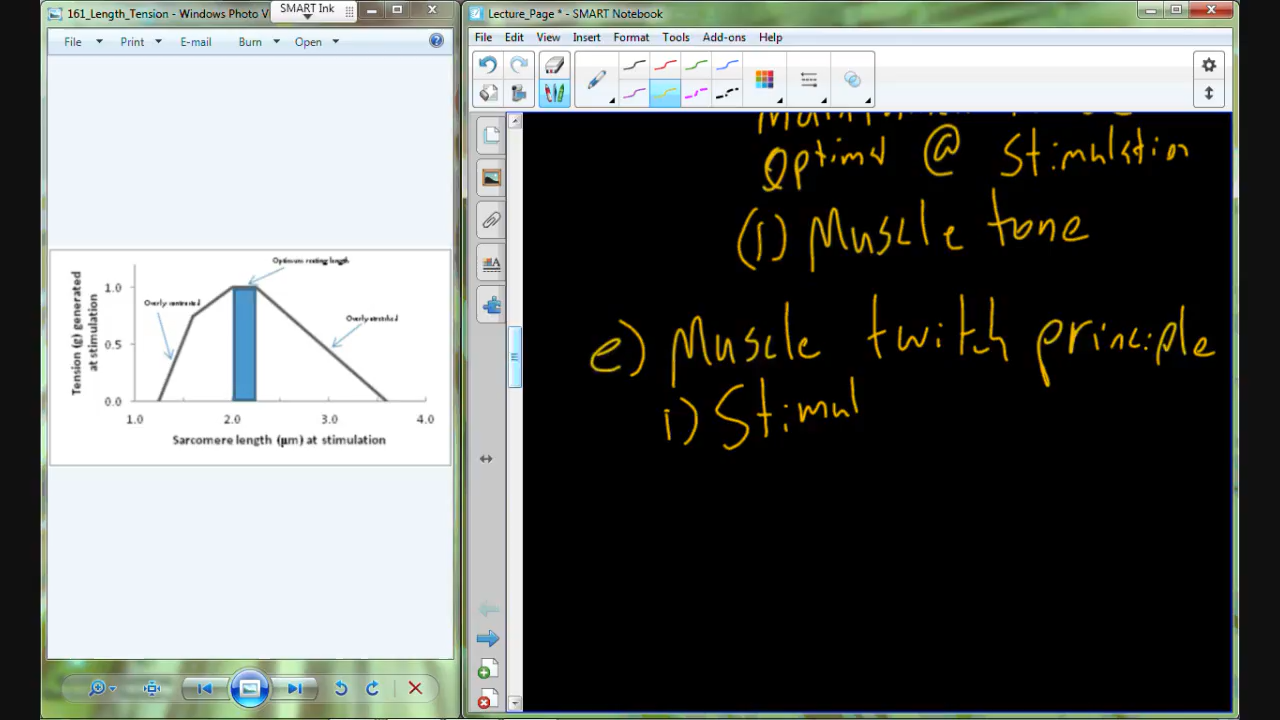 161_Length_Tension - Windows Photo V
SMART Ink
File Print E-mail Burn Open
Optimum resting length
Overly contracted
Overly stretched
Tension (g) generated
at stimulation
1.0
0.5
0.0
1.0 2.0 3.0 4.0
Sarcomere length (µm) at stimulation
Lecture_Page * - SMART Notebook
File Edit View Insert Format Tools Add-ons Help
Optimal @ Stimulation
(1) Muscle tone
e) Muscle twitch principle
i) Stimul